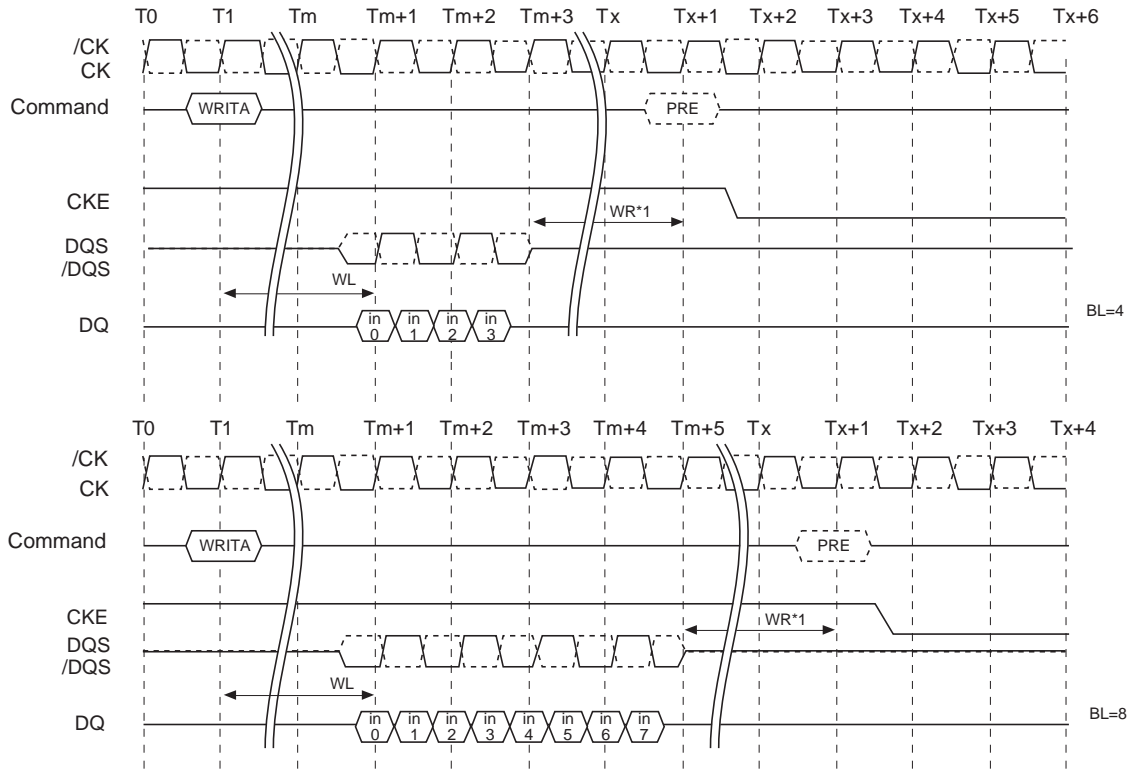 T0 T1 Tm Tm+1 Tm+2 Tm+3 Tx Tx+1 Tx+2 Tx+3 Tx+4 Tx+5 Tx+6
/CK
CK
Command WRITA PRE
CKE
WR*1
DQS
/DQS
WL
DQ in 0 in 1 in 2 in 3
BL=4
T0 T1 Tm Tm+1 Tm+2 Tm+3 Tm+4 Tm+5 Tx Tx+1 Tx+2 Tx+3 Tx+4
/CK
CK
Command WRITA PRE
CKE
WR*1
DQS
/DQS
WL
DQ in 0 in 1 in 2 in 3 in 4 in 5 in 6 in 7
BL=8